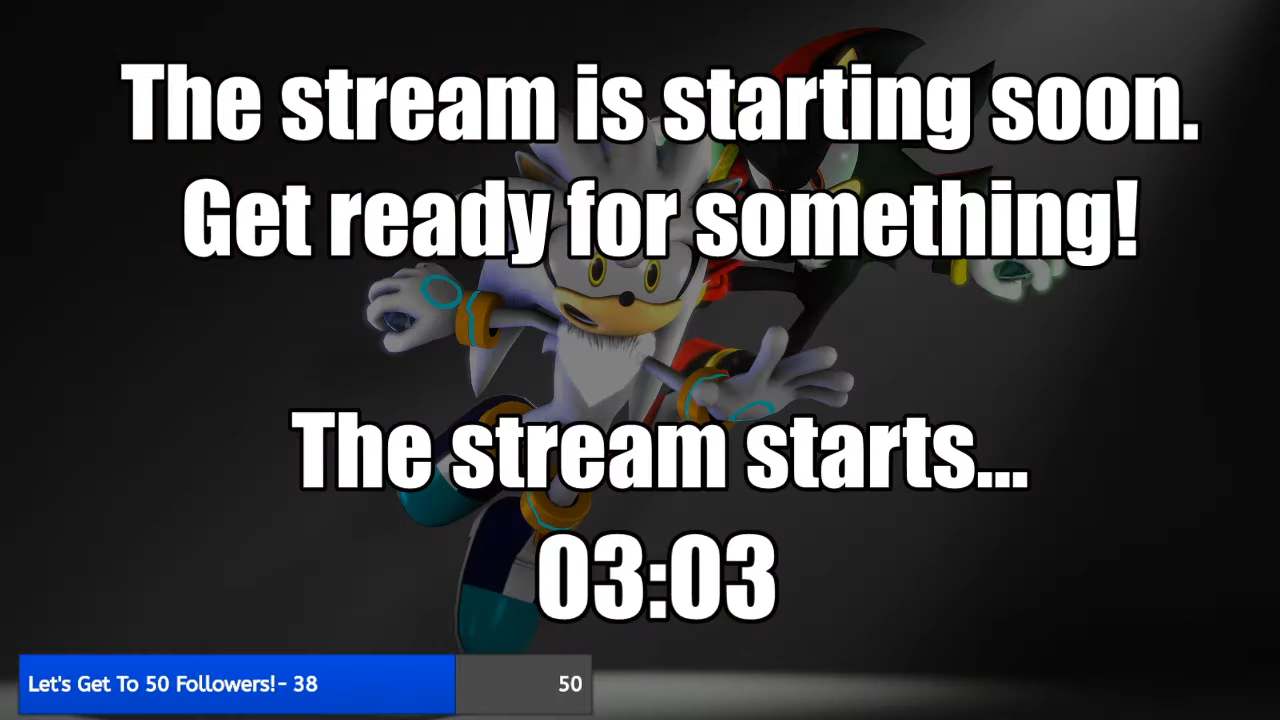 The stream is starting soon.
Get ready for something!
The stream starts...
03:03
Let's Get To 50 Followers!- 38 50